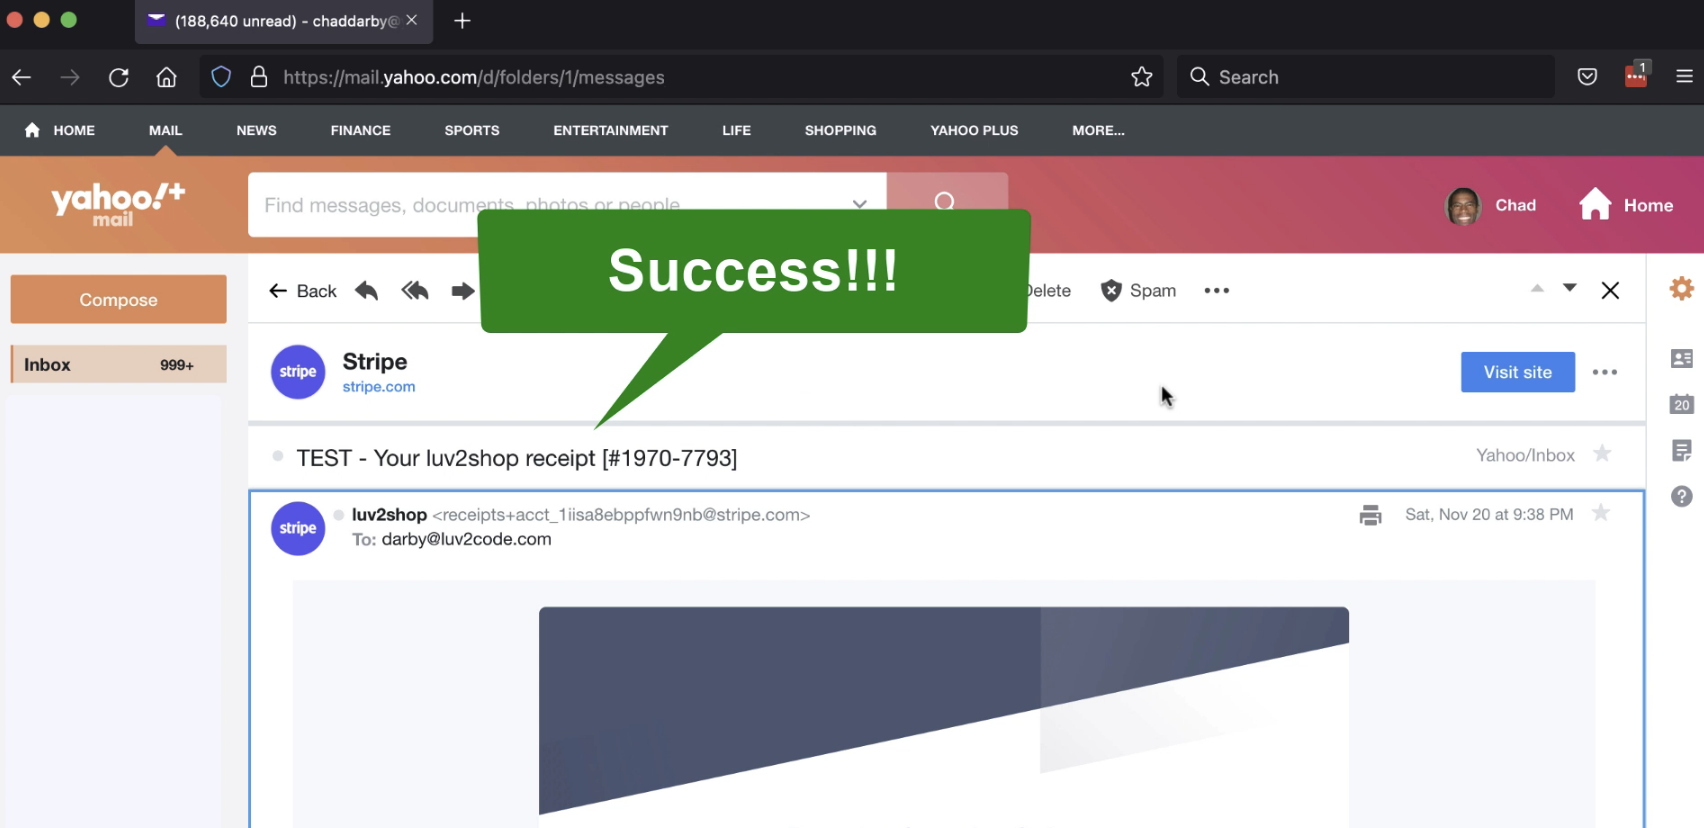 (188,640 unread) - chaddarby@
https://mail.yahoo.com/d/folders/1/messages
Search
1
HOME MAIL NEWS FINANCE SPORTS ENTERTAINMENT LIFE SHOPPING YAHOO PLUS MORE...
yahoo!+
mail
Find messages, documents, photos or people
Chad
Home
Success!!!
Compose
Back
Delete
Spam
Inbox 999+
stripe
Stripe
stripe.com
Visit site
20
TEST - Your luv2shop receipt [#1970-7793]
Yahoo/Inbox
stripe
luv2shop <receipts+acct_1iisa8ebppfwn9nb@stripe.com>
Sat, Nov 20 at 9:38 PM
To: darby@luv2code.com